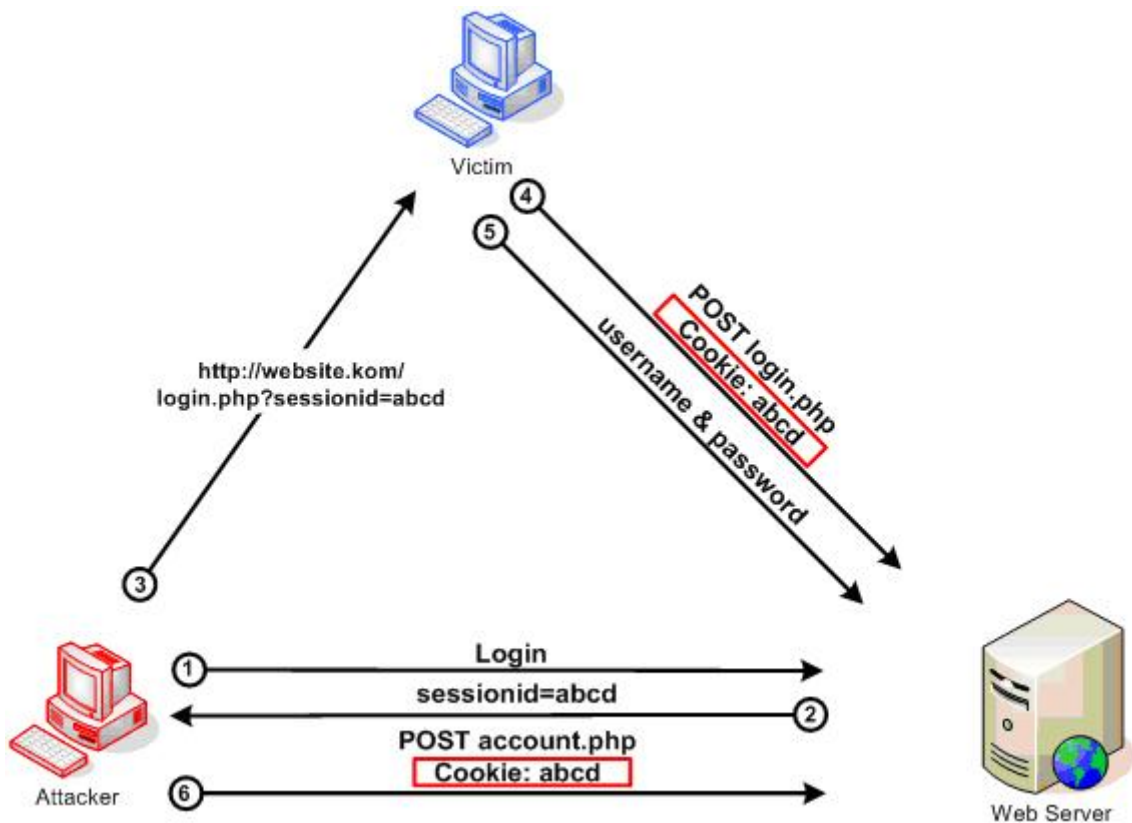 Victim
4
5
POST login.php
Cookie: abcd
username & password
http://website.kom/
login.php?sessionid=abcd
3
1
Login
sessionid=abcd
2
POST account.php
Cookie: abcd
6
Attacker
Web Server